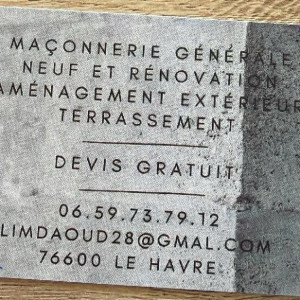 MAÇONNERIE GÉNÉRALE
NEUF ET RÉNOVATION
AMÉNAGEMENT EXTÉRIEUR
TERRASSEMENT
DEVIS GRATUIT
06.59.73.79.12
LIMDAOUD28@GMAL.COM
76600 LE HAVRE